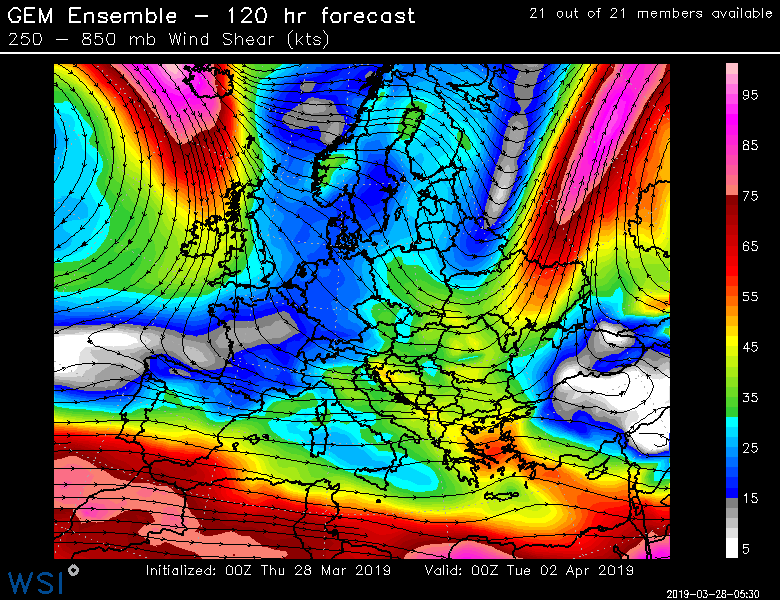 GEM Ensemble – 120 hr forecast
21 out of 21 members available
250 – 850 mb Wind Shear (kts)
95
85
75
65
55
45
35
25
15
5
Initialized: 00Z Thu 28 Mar 2019
Valid: 00Z Tue 02 Apr 2019
WSI
2019-03-28-05:30